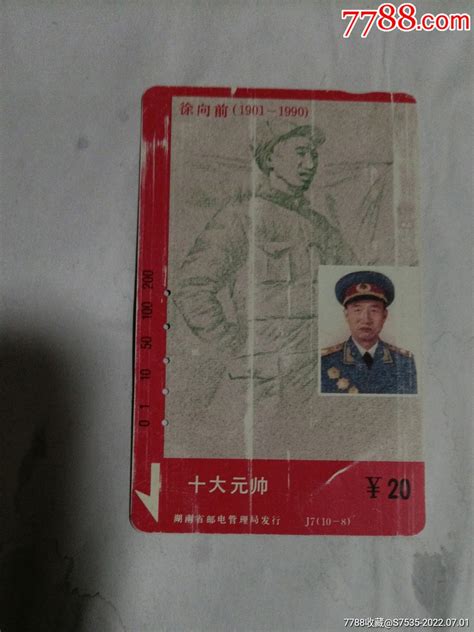 7788.com
徐向前(1901－1990)
0 1 10 50 100 200
十大元帅
¥ 20
湖南省邮电管理局发行 J7(10－8)
7788收藏@S7535-2022.07.01